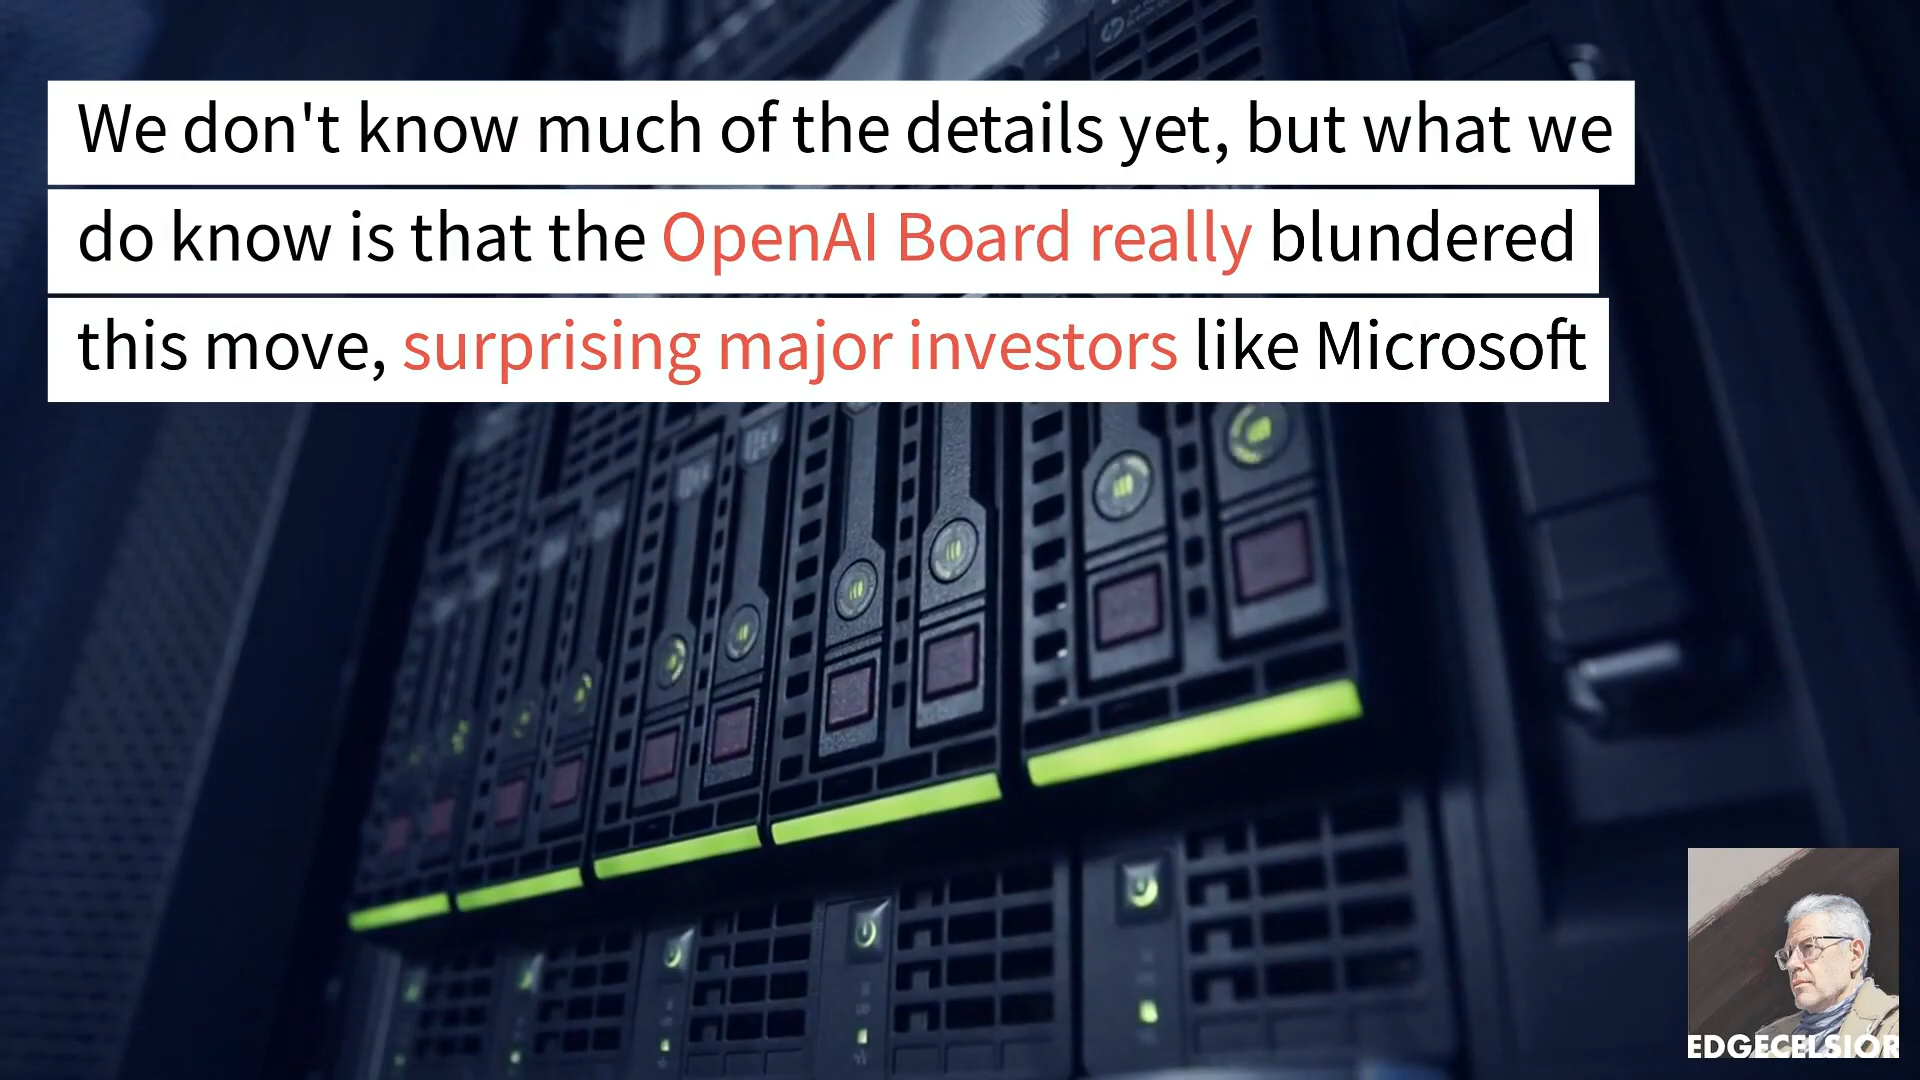 We don't know much of the details yet, but what we
do know is that the OpenAI Board really blundered
this move, surprising major investors like Microsoft
EDGECELSIOR